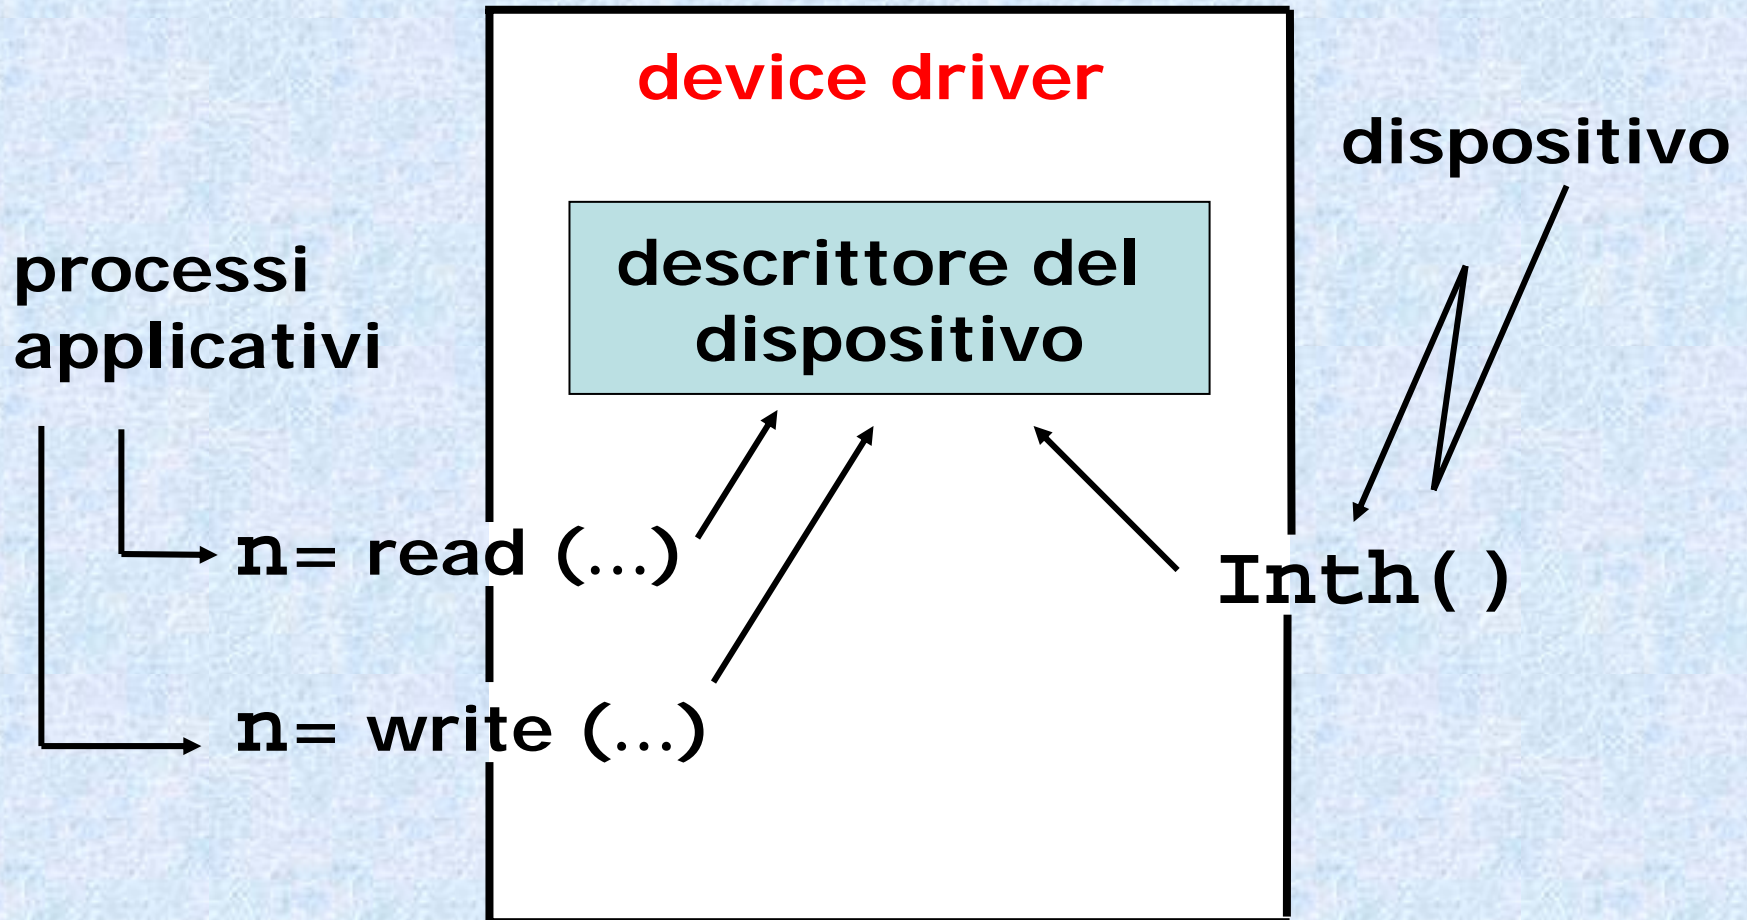 device driver
dispositivo
descrittore del
dispositivo
processi
applicativi
n= read (...)
Inth()
n= write (...)